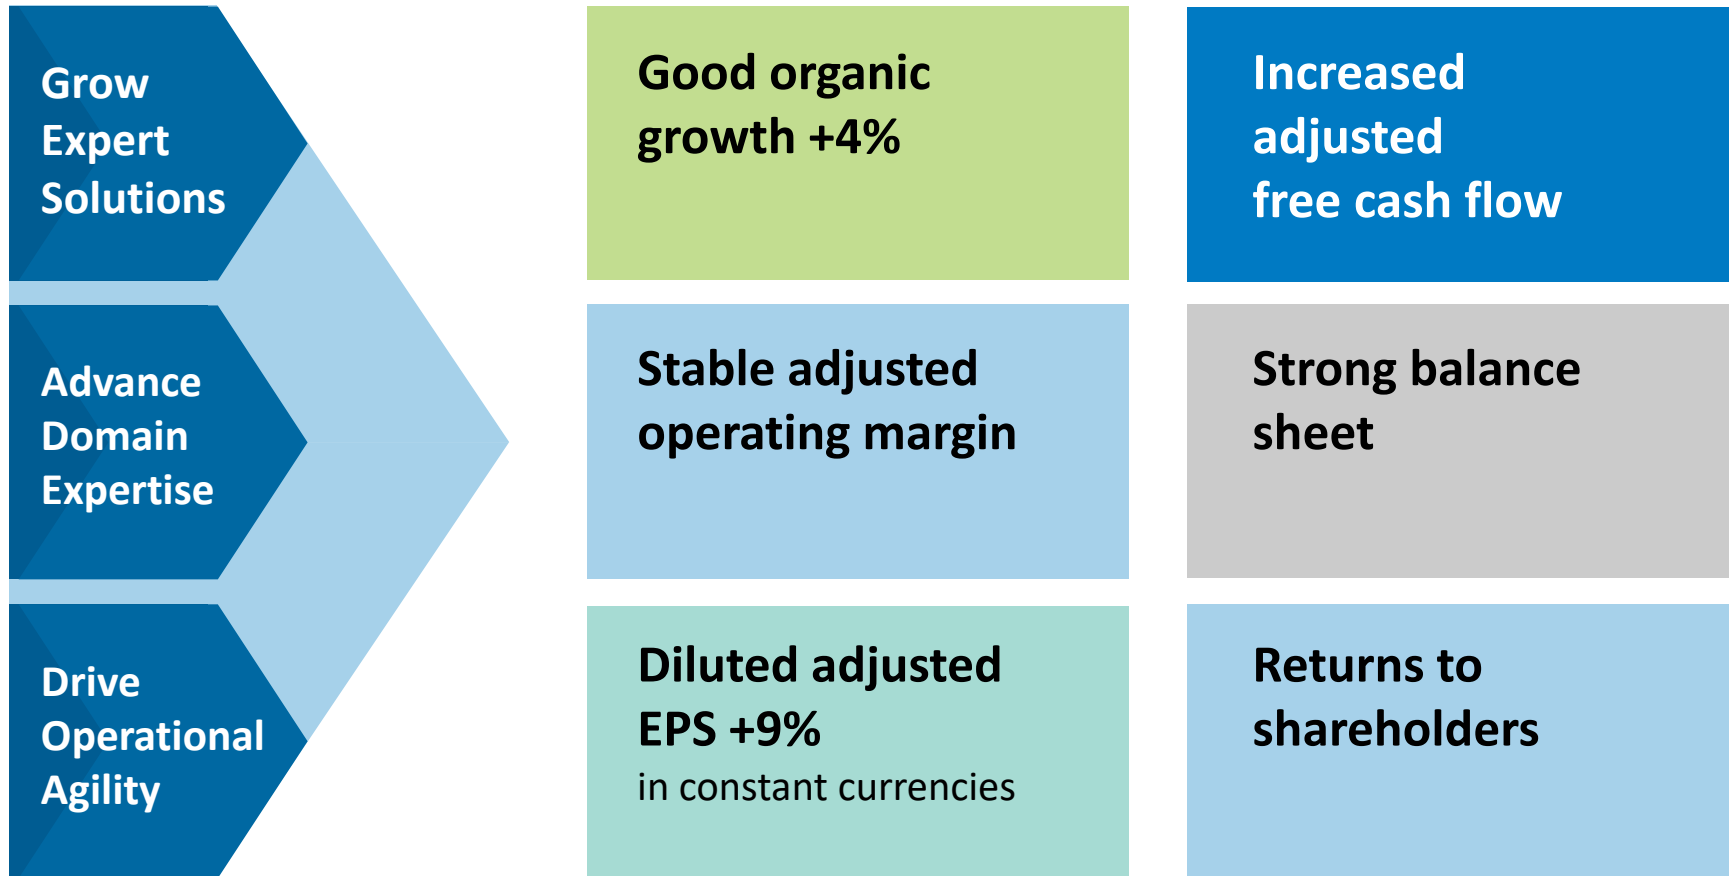 Grow
Expert
Solutions
Advance
Domain
Expertise
Drive
Operational
Agility
Good organic
growth +4%
Stable adjusted
operating margin
Diluted adjusted
EPS +9%
in constant currencies
Increased
adjusted
free cash flow
Strong balance
sheet
Returns to
shareholders